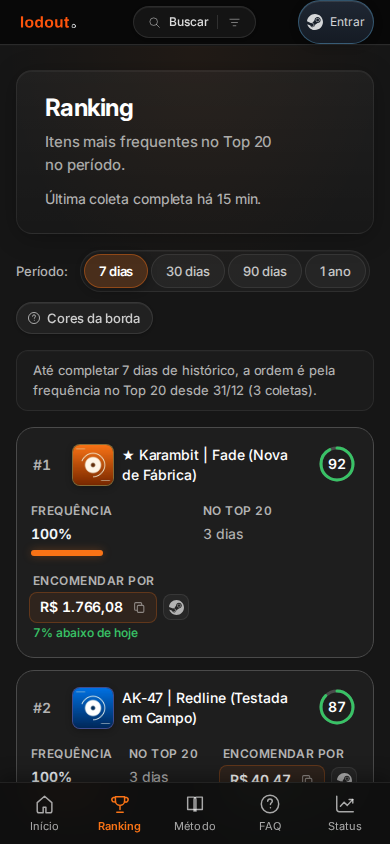 lodout。
Buscar
Entrar
Ranking
Itens mais frequentes no Top 20
no período.
Última coleta completa há 15 min.
Período:
7 dias
30 dias
90 dias
1 ano
Cores da borda
Até completar 7 dias de histórico, a ordem é pela
frequência no Top 20 desde 31/12 (3 coletas).
#1
★ Karambit | Fade (Nova
de Fábrica)
92
FREQUÊNCIA
NO TOP 20
100%
3 dias
ENCOMENDAR POR
R$ 1.766,08
7% abaixo de hoje
#2
AK-47 | Redline (Testada
em Campo)
87
FREQUÊNCIA
NO TOP 20
ENCOMENDAR POR
100%
3 dias
R$ 40,47
Início
Ranking
Método
FAQ
Status